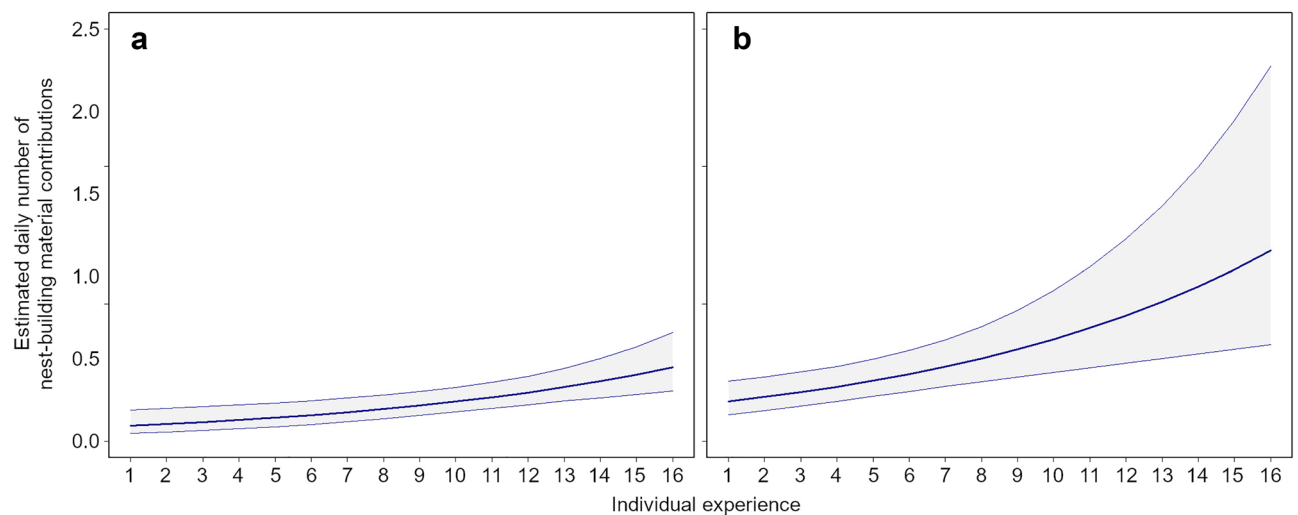 a
b
Estimated daily number of
nest-building material contributions
2.5
2.0
1.5
1.0
0.5
0.0
1 2 3 4 5 6 7 8 9 10 11 12 13 14 15 16
1 2 3 4 5 6 7 8 9 10 11 12 13 14 15 16
Individual experience